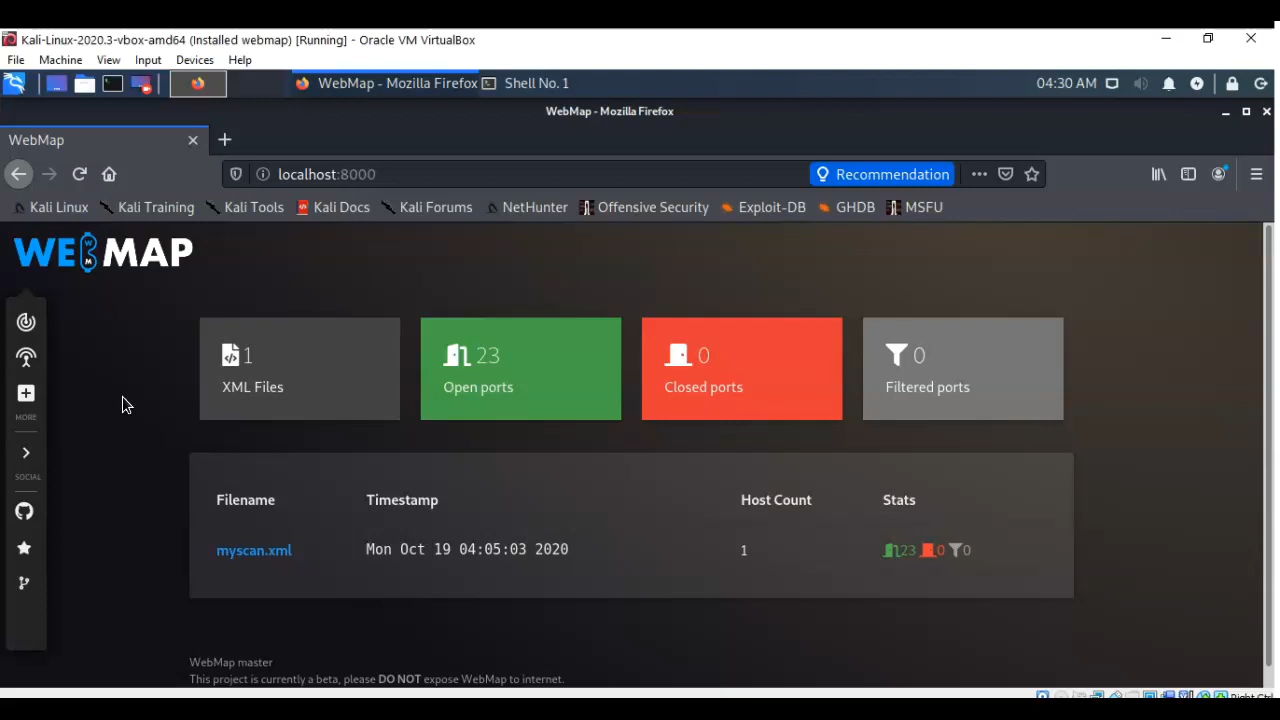 Kali-Linux-2020.3-vbox-amd64 (Installed webmap) [Running] - Oracle VM VirtualBox
File Machine View Input Devices Help
WebMap - Mozilla Firefox Shell No. 1 04:30 AM
WebMap - Mozilla Firefox
WebMap
localhost:8000 Recommendation
Kali Linux Kali Training Kali Tools Kali Docs Kali Forums NetHunter Offensive Security Exploit-DB GHDB MSFU
WEBMAP
1 23 0 0
XML Files Open ports Closed ports Filtered ports
MORE
SOCIAL
Filename Timestamp Host Count Stats
myscan.xml Mon Oct 19 04:05:03 2020 1 23 0 0
WebMap master
This project is currently a beta, please DO NOT expose WebMap to internet.
Right Ctrl